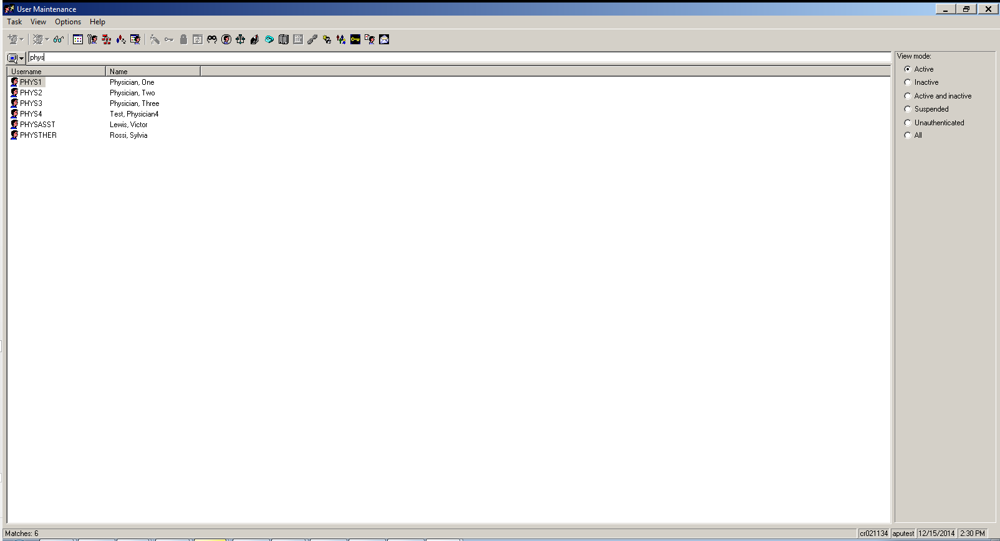 User Maintenance
Task View Options Help
phys
View mode:
Username Name
Active
PHYS1 Physician, One
Inactive
PHYS2 Physician, Two
Active and inactive
PHYS3 Physician, Three
Suspended
PHYS4 Test, Physician4
Unauthenticated
PHYSASST Lewis, Victor
All
PHYSTHER Rossi, Sylvia
Matches: 6 cr021134 aputest 12/15/2014 2:30 PM